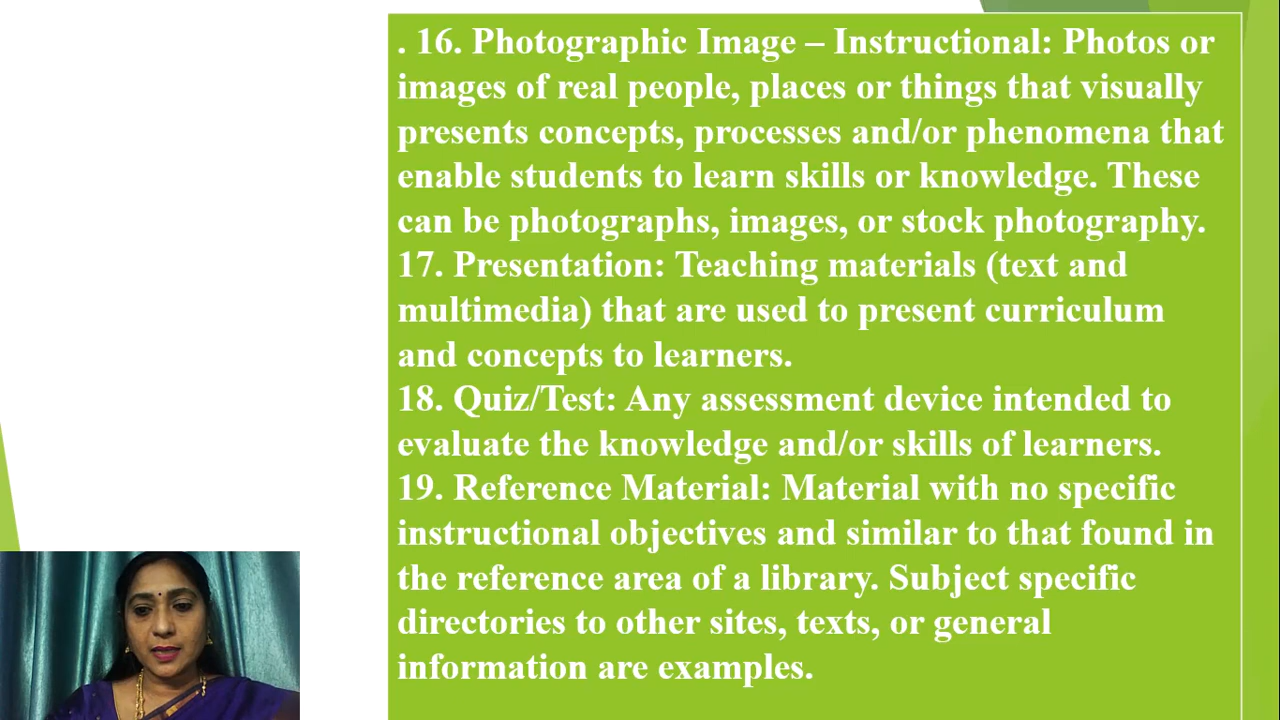 . 16. Photographic Image – Instructional: Photos or
images of real people, places or things that visually
presents concepts, processes and/or phenomena that
enable students to learn skills or knowledge. These
can be photographs, images, or stock photography.
17. Presentation: Teaching materials (text and
multimedia) that are used to present curriculum
and concepts to learners.
18. Quiz/Test: Any assessment device intended to
evaluate the knowledge and/or skills of learners.
19. Reference Material: Material with no specific
instructional objectives and similar to that found in
the reference area of a library. Subject specific
directories to other sites, texts, or general
information are examples.